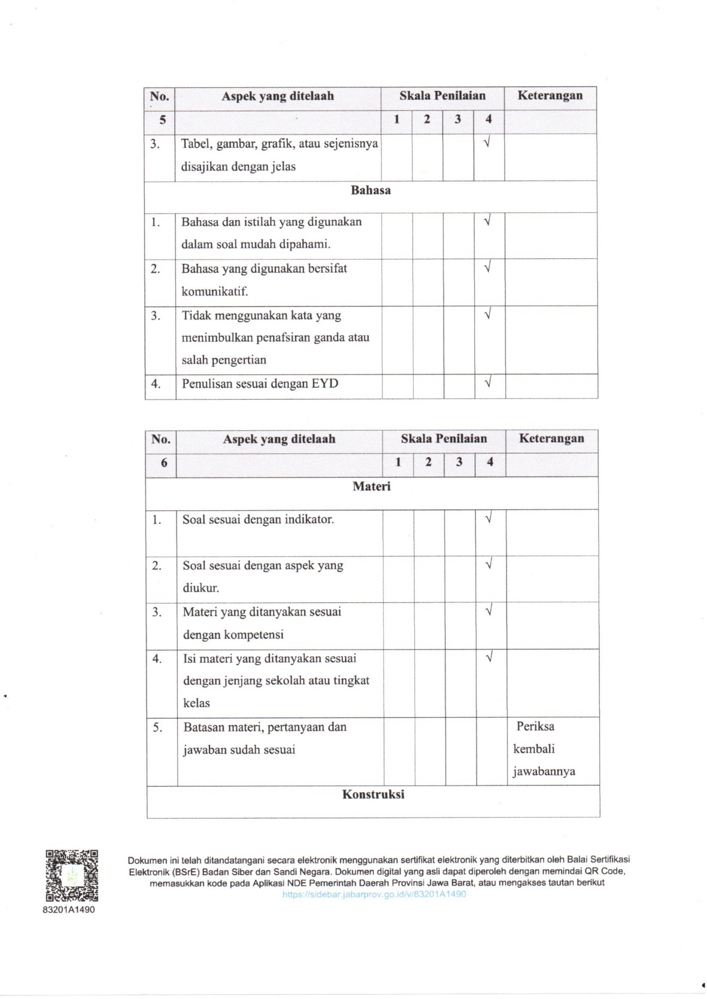 No. Aspek yang ditelaah Skala Penilaian Keterangan
5 1 2 3 4
3. Tabel, gambar, grafik, atau sejenisnya √
disajikan dengan jelas
Bahasa
1. Bahasa dan istilah yang digunakan √
dalam soal mudah dipahami.
2. Bahasa yang digunakan bersifat √
komunikatif.
3. Tidak menggunakan kata yang √
menimbulkan penafsiran ganda atau
salah pengertian
4. Penulisan sesuai dengan EYD √
No. Aspek yang ditelaah Skala Penilaian Keterangan
6 1 2 3 4
Materi
1. Soal sesuai dengan indikator. √
2. Soal sesuai dengan aspek yang √
diukur.
3. Materi yang ditanyakan sesuai √
dengan kompetensi
4. Isi materi yang ditanyakan sesuai √
dengan jenjang sekolah atau tingkat
kelas
5. Batasan materi, pertanyaan dan Periksa
jawaban sudah sesuai kembali
jawabannya
Konstruksi
Dokumen ini telah ditandatangani secara elektronik menggunakan sertifikat elektronik yang diterbitkan oleh Balai Sertifikasi
Elektronik (BSrE) Badan Siber dan Sandi Negara. Dokumen digital yang asli dapat diperoleh dengan memindai QR Code,
memasukkan kode pada Aplikasi NDE Pemerintah Daerah Provinsi Jawa Barat, atau mengakses tautan berikut
https://sidebar.jabarprov.go.id/v/83201A1490
83201A1490